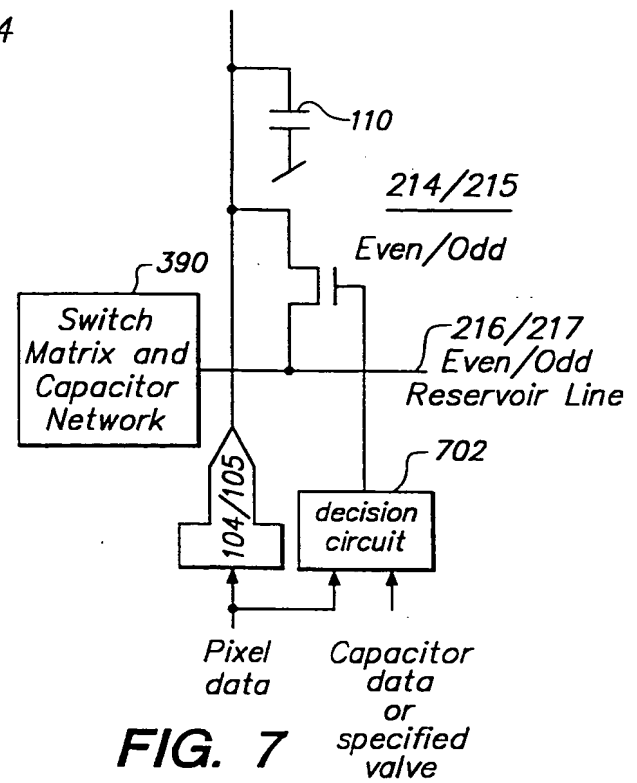 4
110
214/215
Even/Odd
390
Switch
Matrix and
Capacitor
Network
216/217
Even/Odd
Reservoir Line
702
104/105
decision
circuit
Pixel
data
Capacitor
data
or
specified
valve
FIG. 7